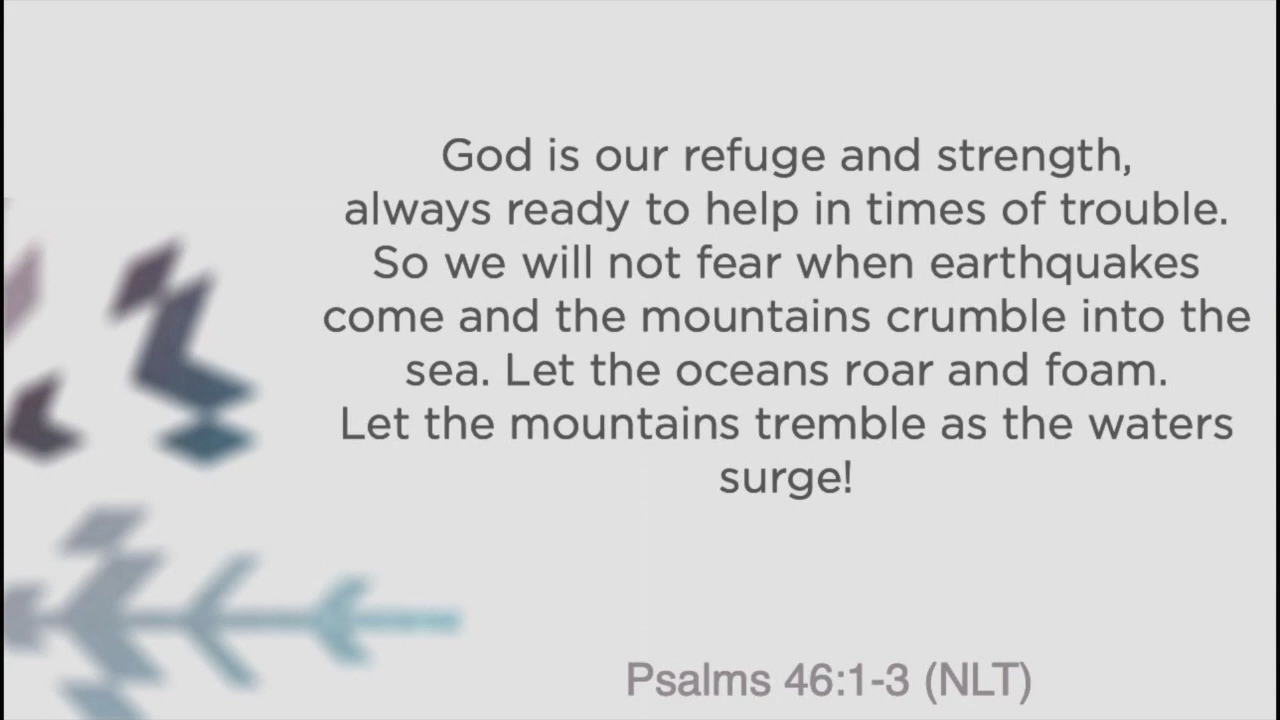 God is our refuge and strength,
always ready to help in times of trouble.
So we will not fear when earthquakes
come and the mountains crumble into the
sea. Let the oceans roar and foam.
Let the mountains tremble as the waters
surge!
Psalms 46:1-3 (NLT)